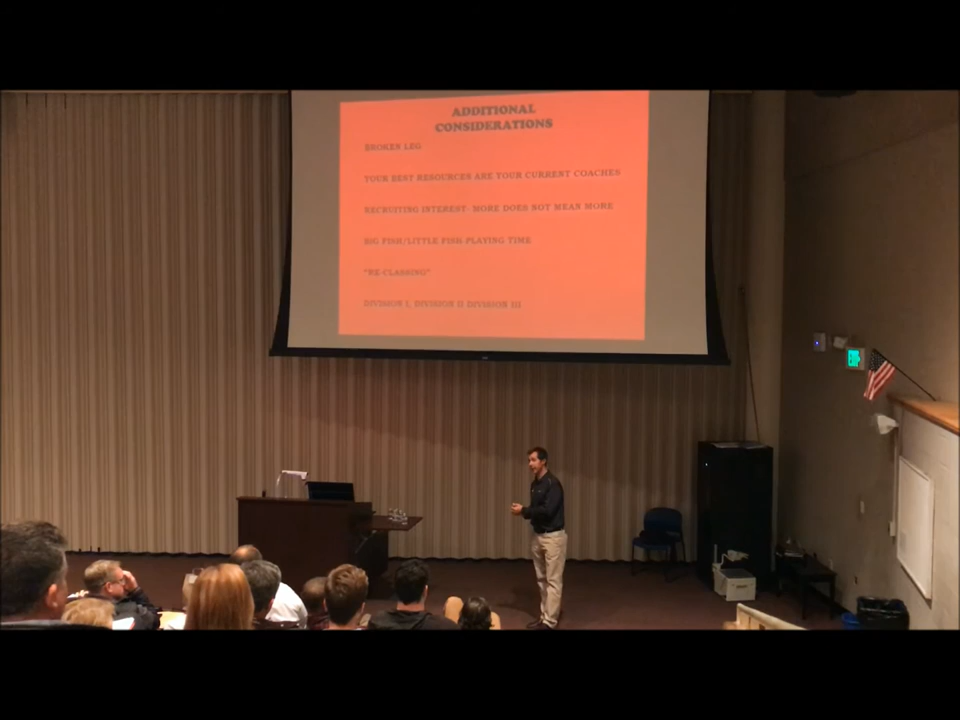 ADDITIONAL
CONSIDERATIONS
BROKEN LEG
YOUR BEST RESOURCES ARE YOUR CURRENT COACHES
RECRUITING INTEREST- MORE DOES NOT MEAN MORE
BIG FISH/LITTLE FISH-PLAYING TIME
"RE-CLASSING"
DIVISION I, DIVISION II DIVISION III